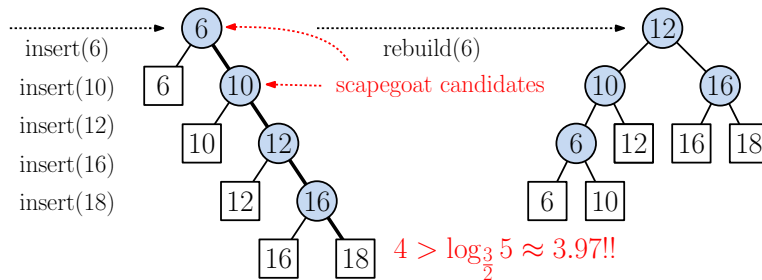 6
12
insert(6)
rebuild(6)
6
10
10
16
insert(10)
scapegoat candidates
insert(12)
10
12
6
12
16
18
insert(16)
insert(18)
12
16
6
10
16
18
4 > log_{3/2} 5 ≈ 3.97!!